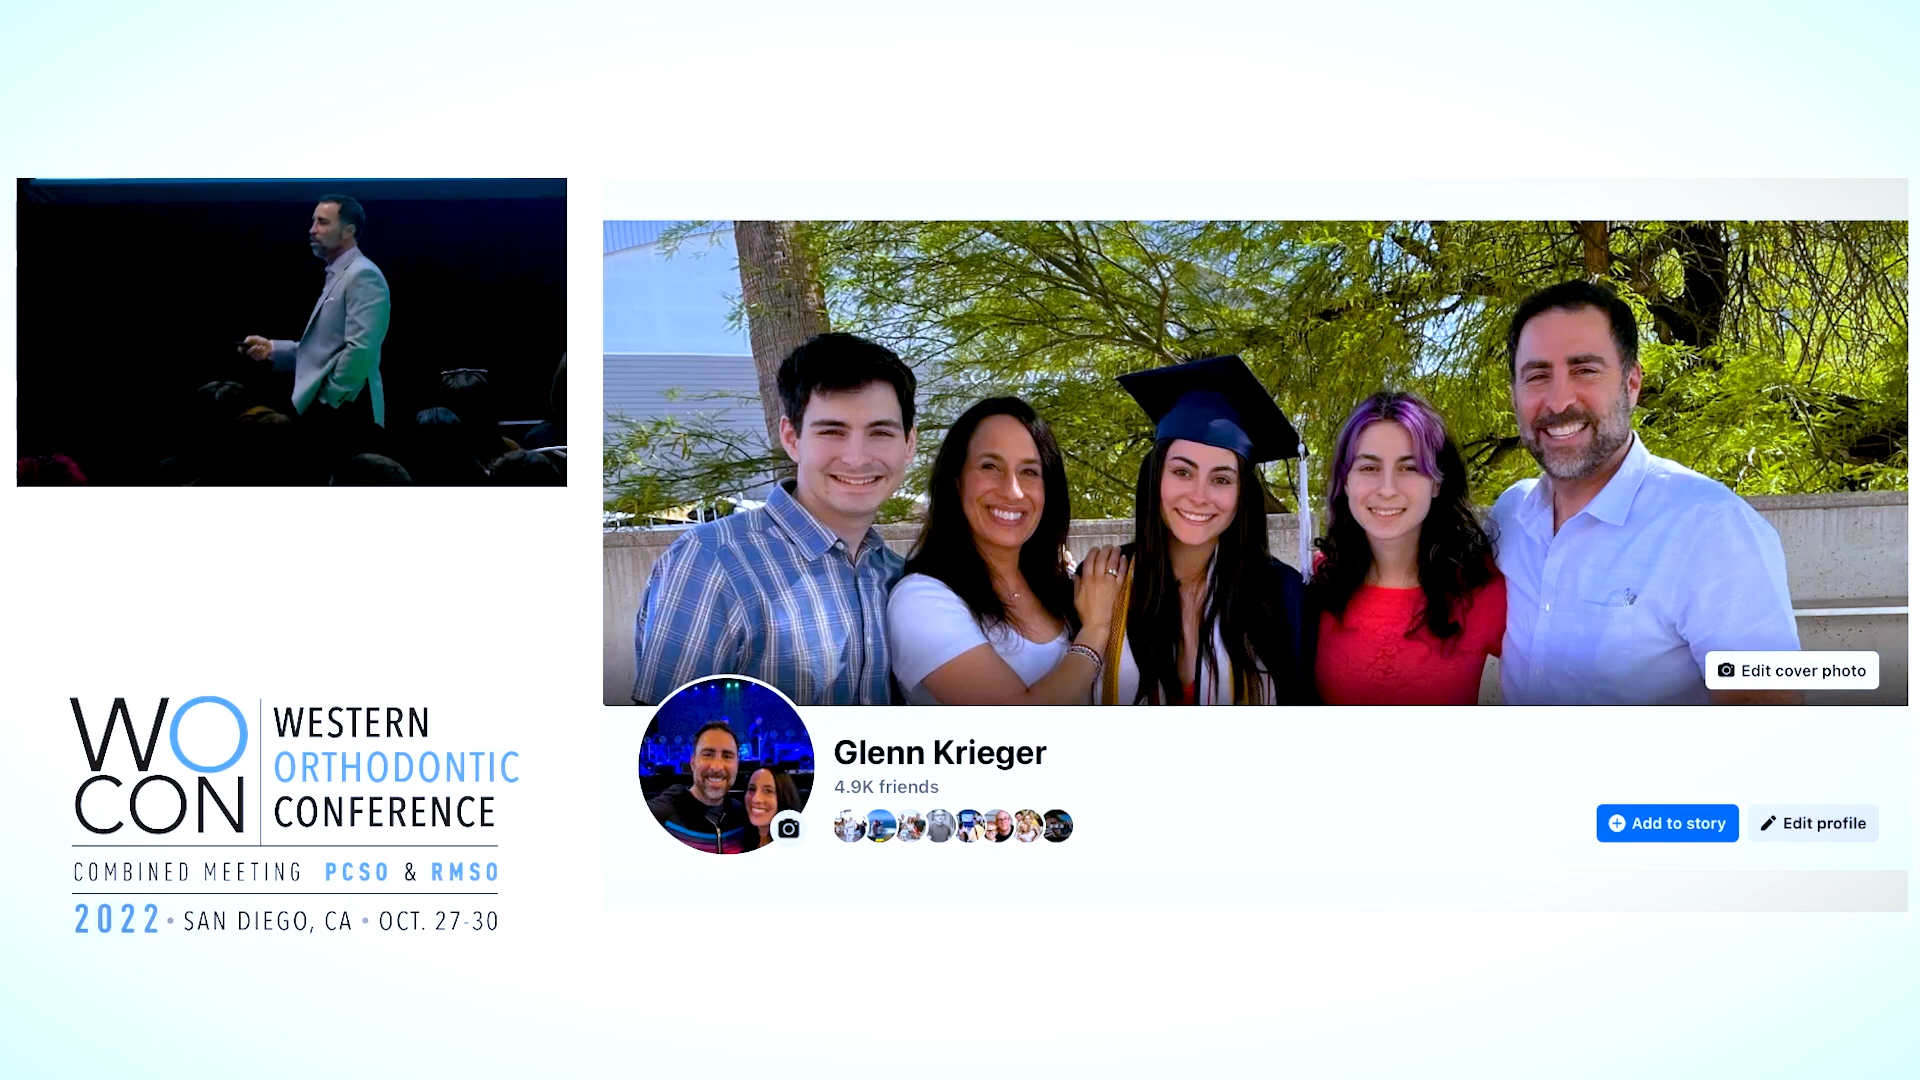 WO
CON
WESTERN
ORTHODONTIC
CONFERENCE
COMBINED MEETING PCSO & RMSO
2022 • SAN DIEGO, CA • OCT. 27-30
Edit cover photo
Glenn Krieger
4.9K friends
Add to story
Edit profile